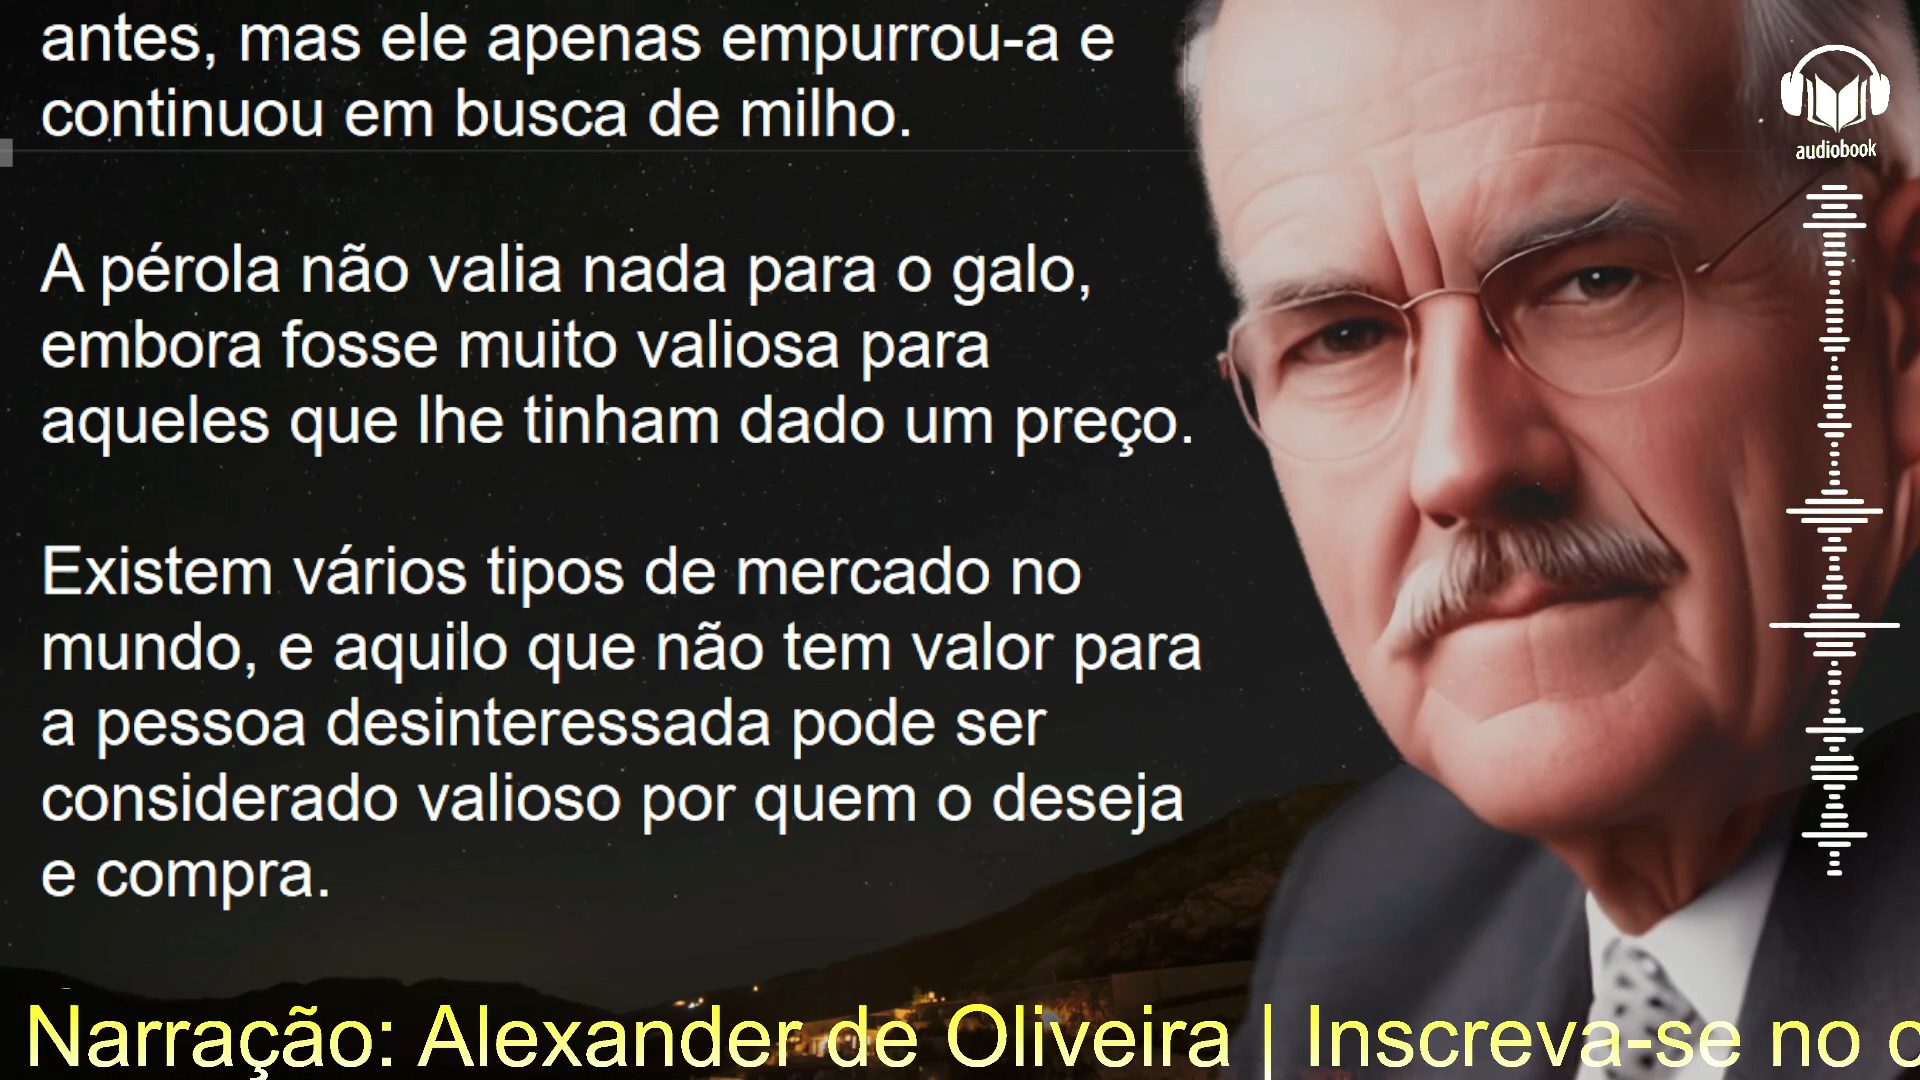 antes, mas ele apenas empurrou-a e
continuou em busca de milho.
A pérola não valia nada para o galo,
embora fosse muito valiosa para
aqueles que lhe tinham dado um preço.
Existem vários tipos de mercado no
mundo, e aquilo que não tem valor para
a pessoa desinteressada pode ser
considerado valioso por quem o deseja
e compra.
audiobook
Narração: Alexander de Oliveira | Inscreva-se no